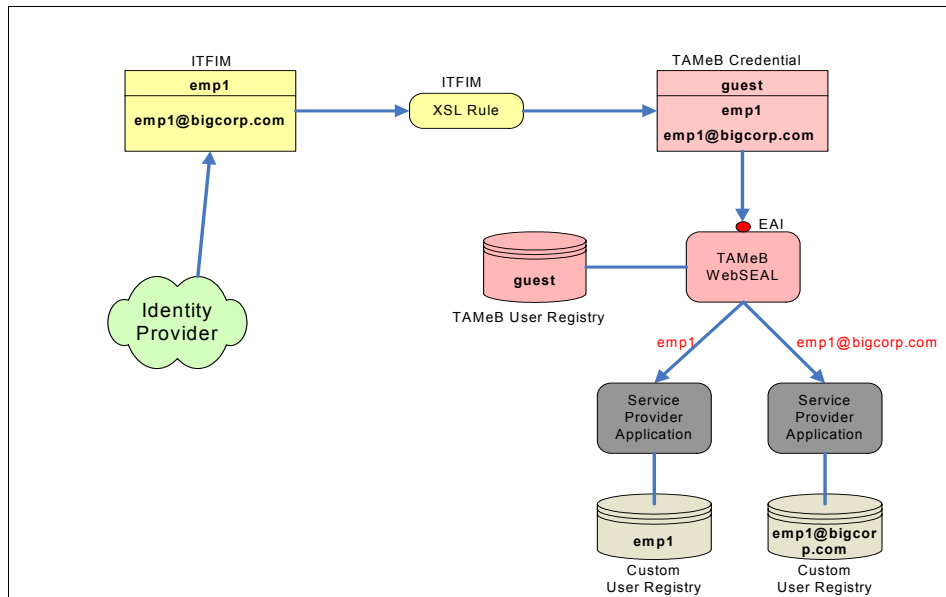 ITFIM
emp1
emp1@bigcorp.com
ITFIM
XSL Rule
TAMeB Credential
guest
emp1
emp1@bigcorp.com
EAI
TAMeB
WebSEAL
guest
TAMeB User Registry
Identity
Provider
emp1
emp1@bigcorp.com
Service
Provider
Application
Service
Provider
Application
emp1
Custom
User Registry
emp1@bigcor
p.com
Custom
User Registry